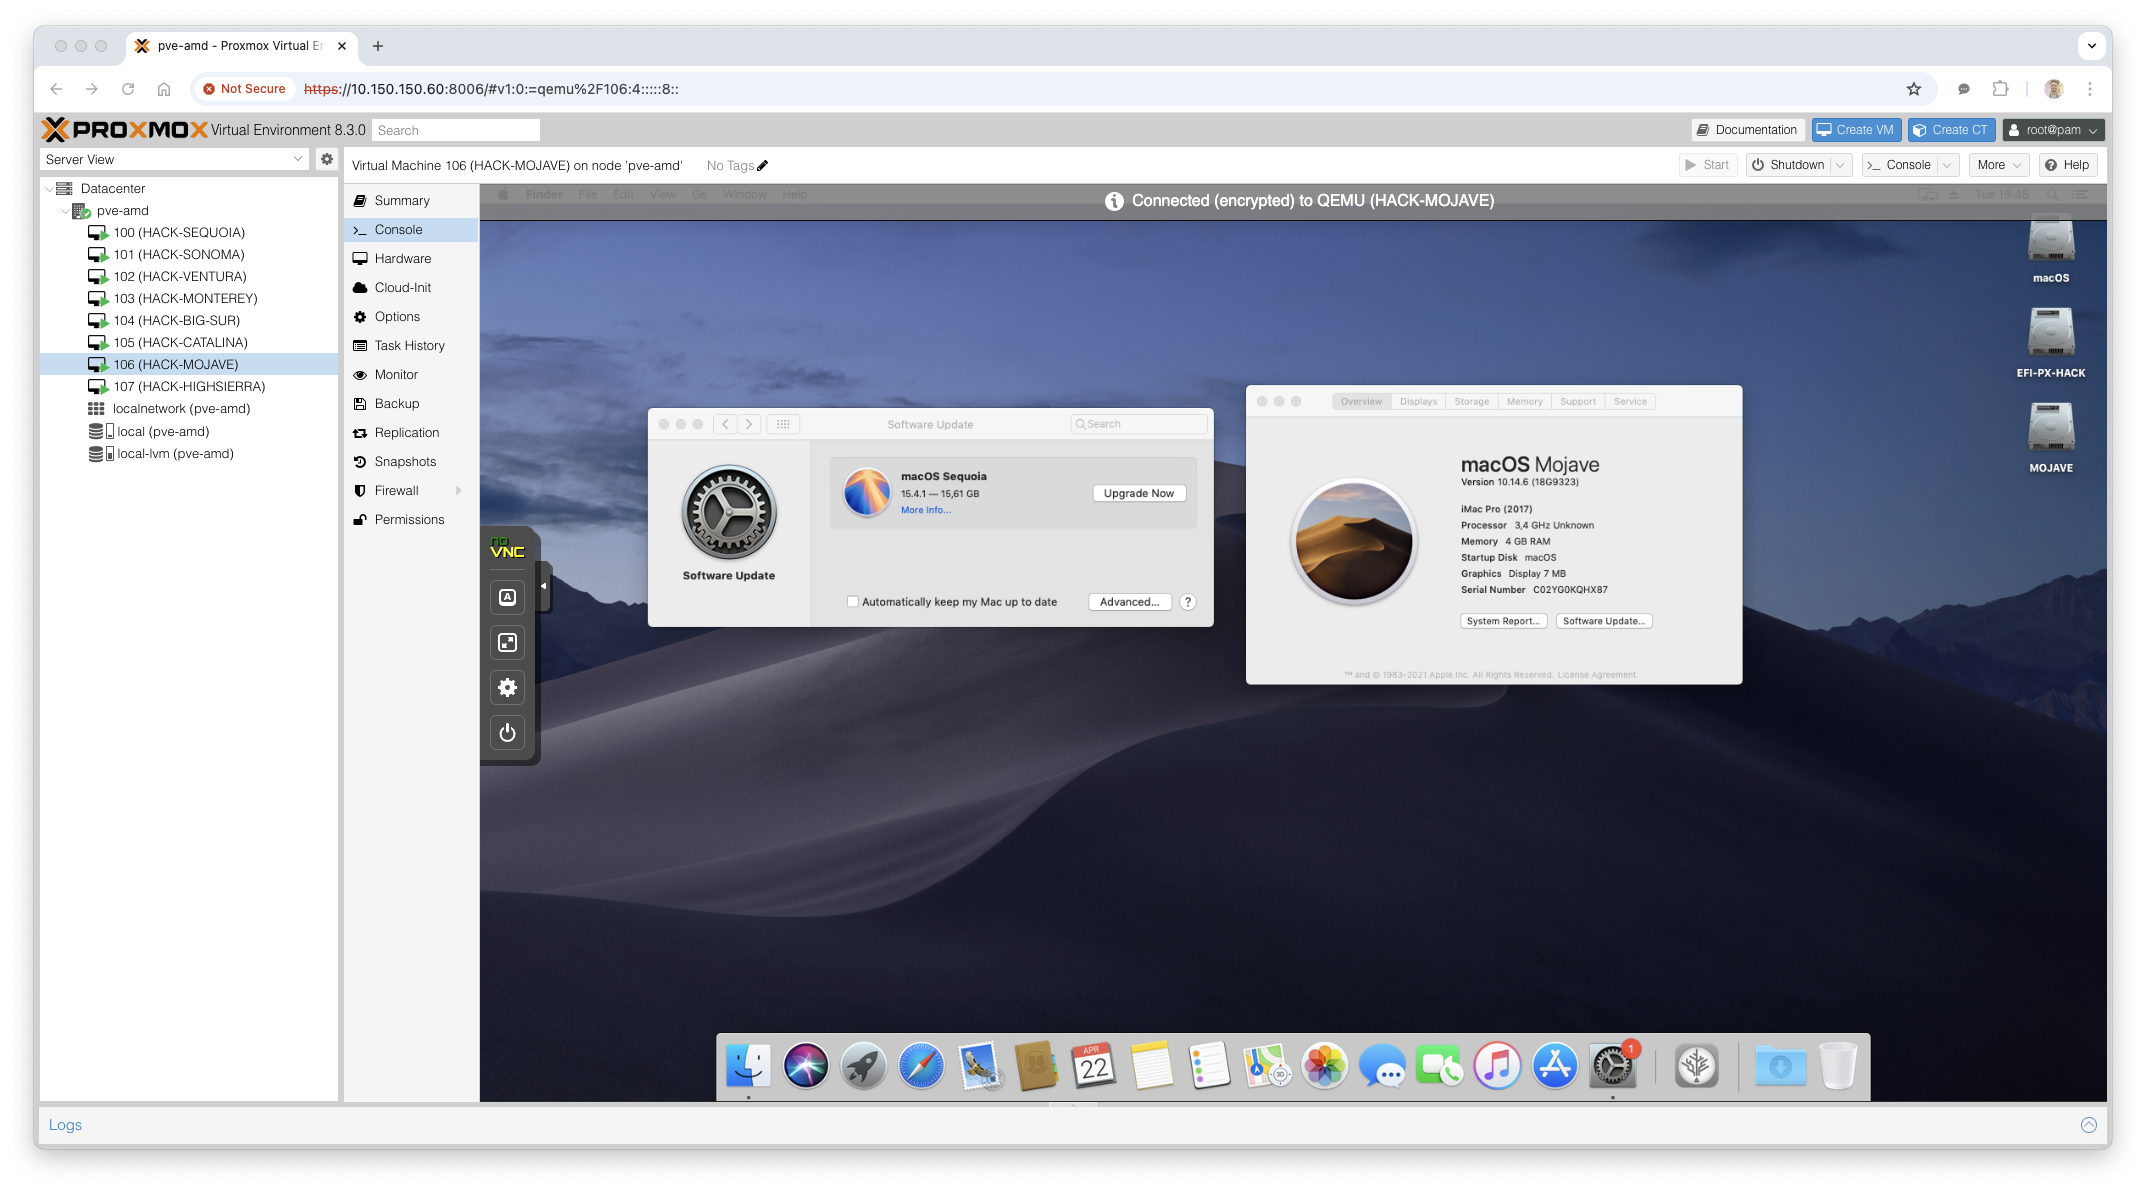 pve-amd - Proxmox Virtual Er
Not Secure https://10.150.150.60:8006/#v1:0:=qemu%2F106:4:::::8::
PROXMOX Virtual Environment 8.3.0 Search Documentation Create VM Create CT root@pam
Server View
Virtual Machine 106 (HACK-MOJAVE) on node 'pve-amd' No Tags Start Shutdown Console More Help
Datacenter
pve-amd
100 (HACK-SEQUOIA)
101 (HACK-SONOMA)
102 (HACK-VENTURA)
103 (HACK-MONTEREY)
104 (HACK-BIG-SUR)
105 (HACK-CATALINA)
106 (HACK-MOJAVE)
107 (HACK-HIGHSIERRA)
localnetwork (pve-amd)
local (pve-amd)
local-lvm (pve-amd)
Summary
Console
Hardware
Cloud-Init
Options
Task History
Monitor
Backup
Replication
Snapshots
Firewall
Permissions
Finder File Edit View Go Window Help
Connected (encrypted) to QEMU (HACK-MOJAVE)
Tue 19:45
macOS
EFI-PX-HACK
MOJAVE
no
VNC
A
Software Update
Search
Software Update
macOS Sequoia
15.4.1 — 15,61 GB
More Info...
Upgrade Now
Automatically keep my Mac up to date
Advanced...
?
Overview Displays Storage Memory Support Service
macOS Mojave
Version 10.14.6 (18G9323)
iMac Pro (2017)
Processor 3,4 GHz Unknown
Memory 4 GB RAM
Startup Disk macOS
Graphics Display 7 MB
Serial Number C02YG0KQHX87
System Report... Software Update...
™ and © 1983-2021 Apple Inc. All Rights Reserved. License Agreement
APR
22
3D
1
Logs